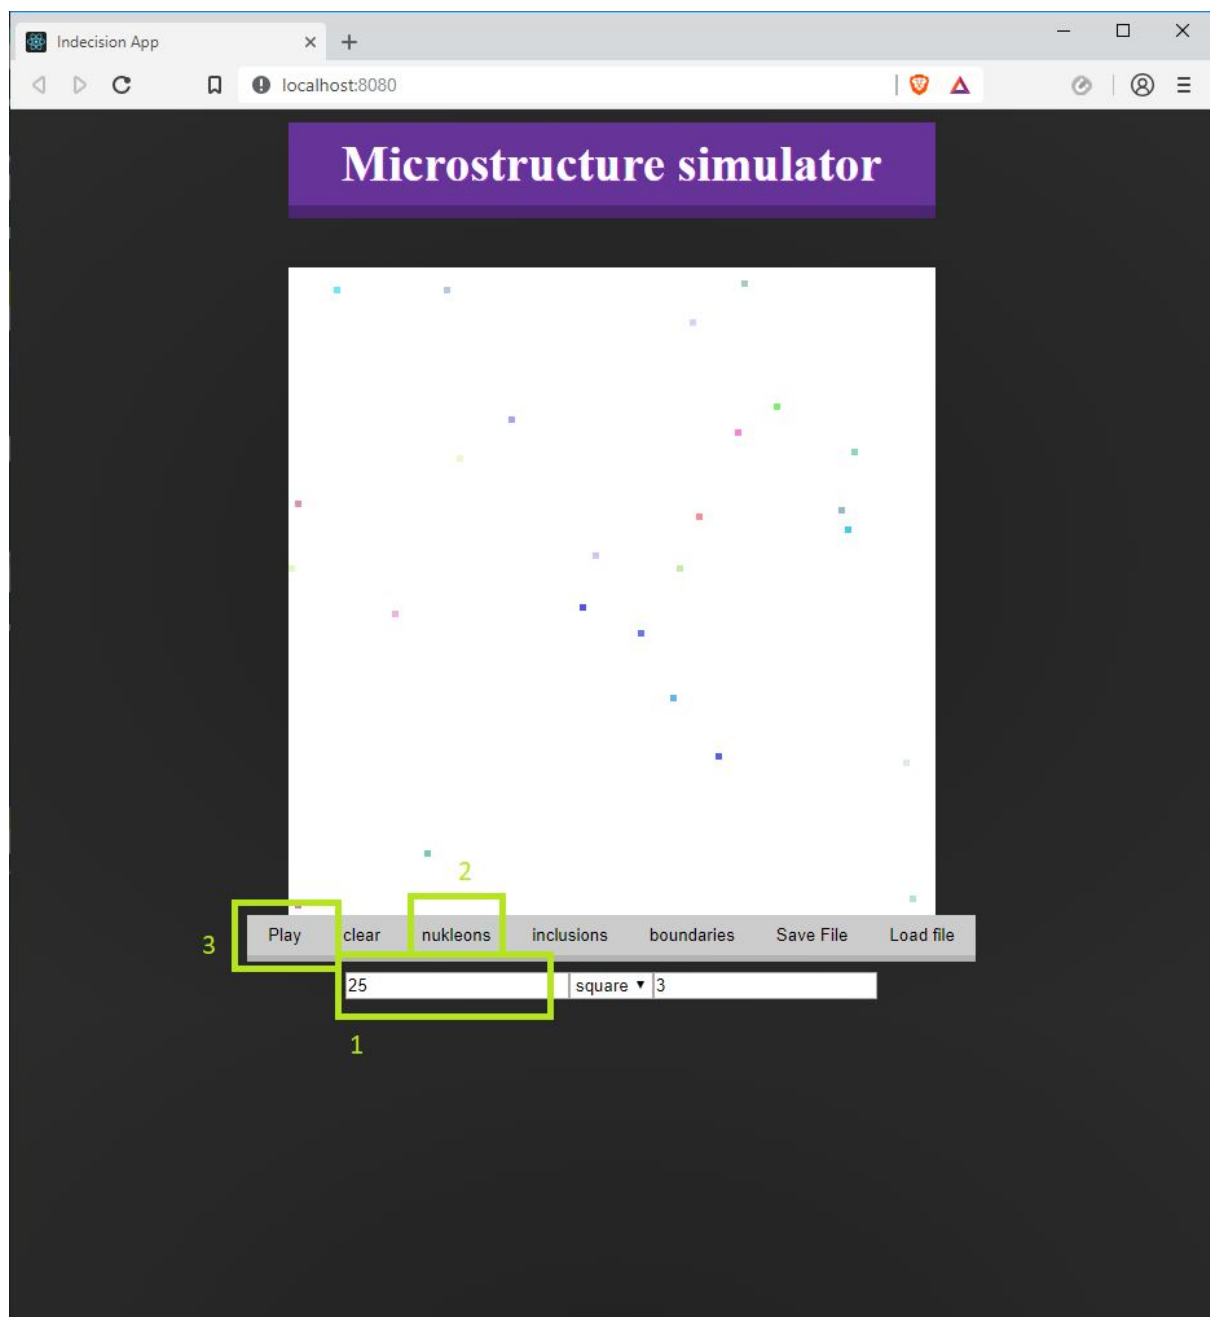 Indecision App
localhost:8080
Microstructure simulator
2
3
Play clear nukleons inclusions boundaries Save File Load file
25 square 3
1